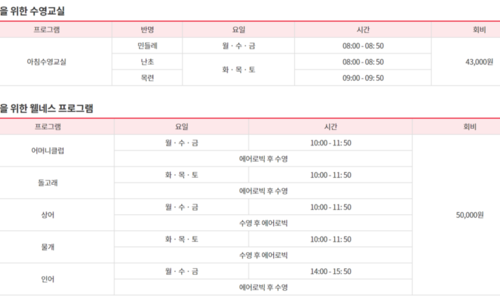 을 위한 수영교실
프로그램 반명 요일 시간 회비
아침수영교실 민들레 월·수·금 08:00 - 08:50 43,000원
난초 화·목·토 08:00 - 08:50
목련 09:00 - 09:50
을 위한 웰네스 프로그램
프로그램 요일 시간 회비
어머니클럽 월·수·금 10:00 - 11:50 50,000원
에어로빅 후 수영
돌고래 화·목·토 10:00 - 11:50
에어로빅 후 수영
상어 월·수·금 10:00 - 11:50
수영 후 에어로빅
물개 화·목·토 10:00 - 11:50
수영 후 에어로빅
인어 월·수·금 14:00 - 15:50
에어로빅 후 수영